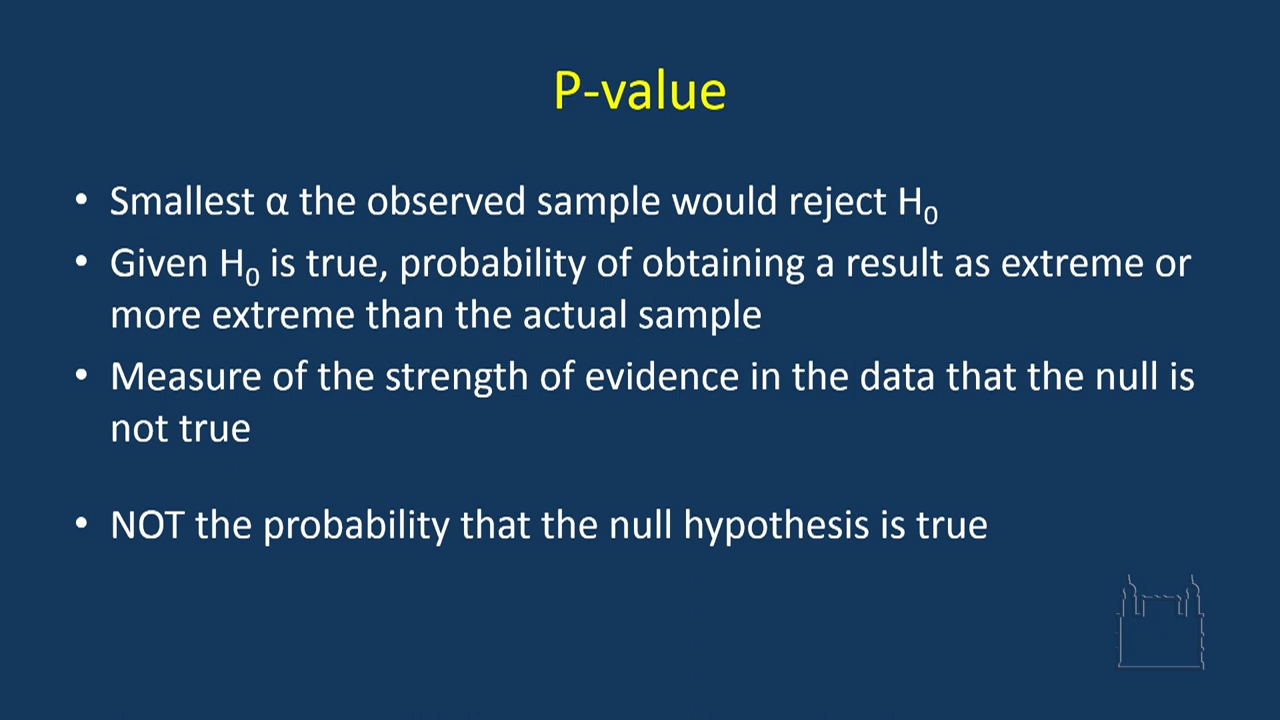 P-value
• Smallest α the observed sample would reject H₀
• Given H₀ is true, probability of obtaining a result as extreme or
more extreme than the actual sample
• Measure of the strength of evidence in the data that the null is
not true
• NOT the probability that the null hypothesis is true